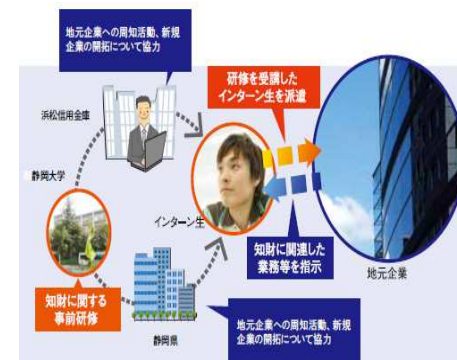 地元企業への周知活動、新規
企業の開拓について協力
研修を受講した
インターン生を派遣
浜松信用金庫
静岡大学
インターン生
知財に関連した
業務等を指示
地元企業
知財に関する
事前研修
静岡県
地元企業への周知活動、新規
企業の開拓について協力